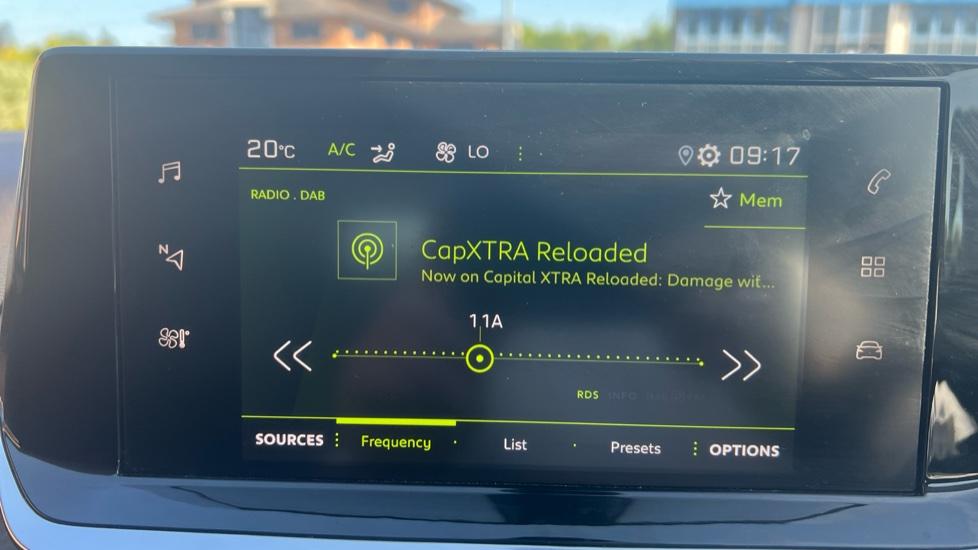 20°C A/C LO 09:17
RADIO . DAB
Mem
CapXTRA Reloaded
Now on Capital XTRA Reloaded: Damage wit...
N
11A
RDS INFO
SOURCES Frequency List Presets OPTIONS